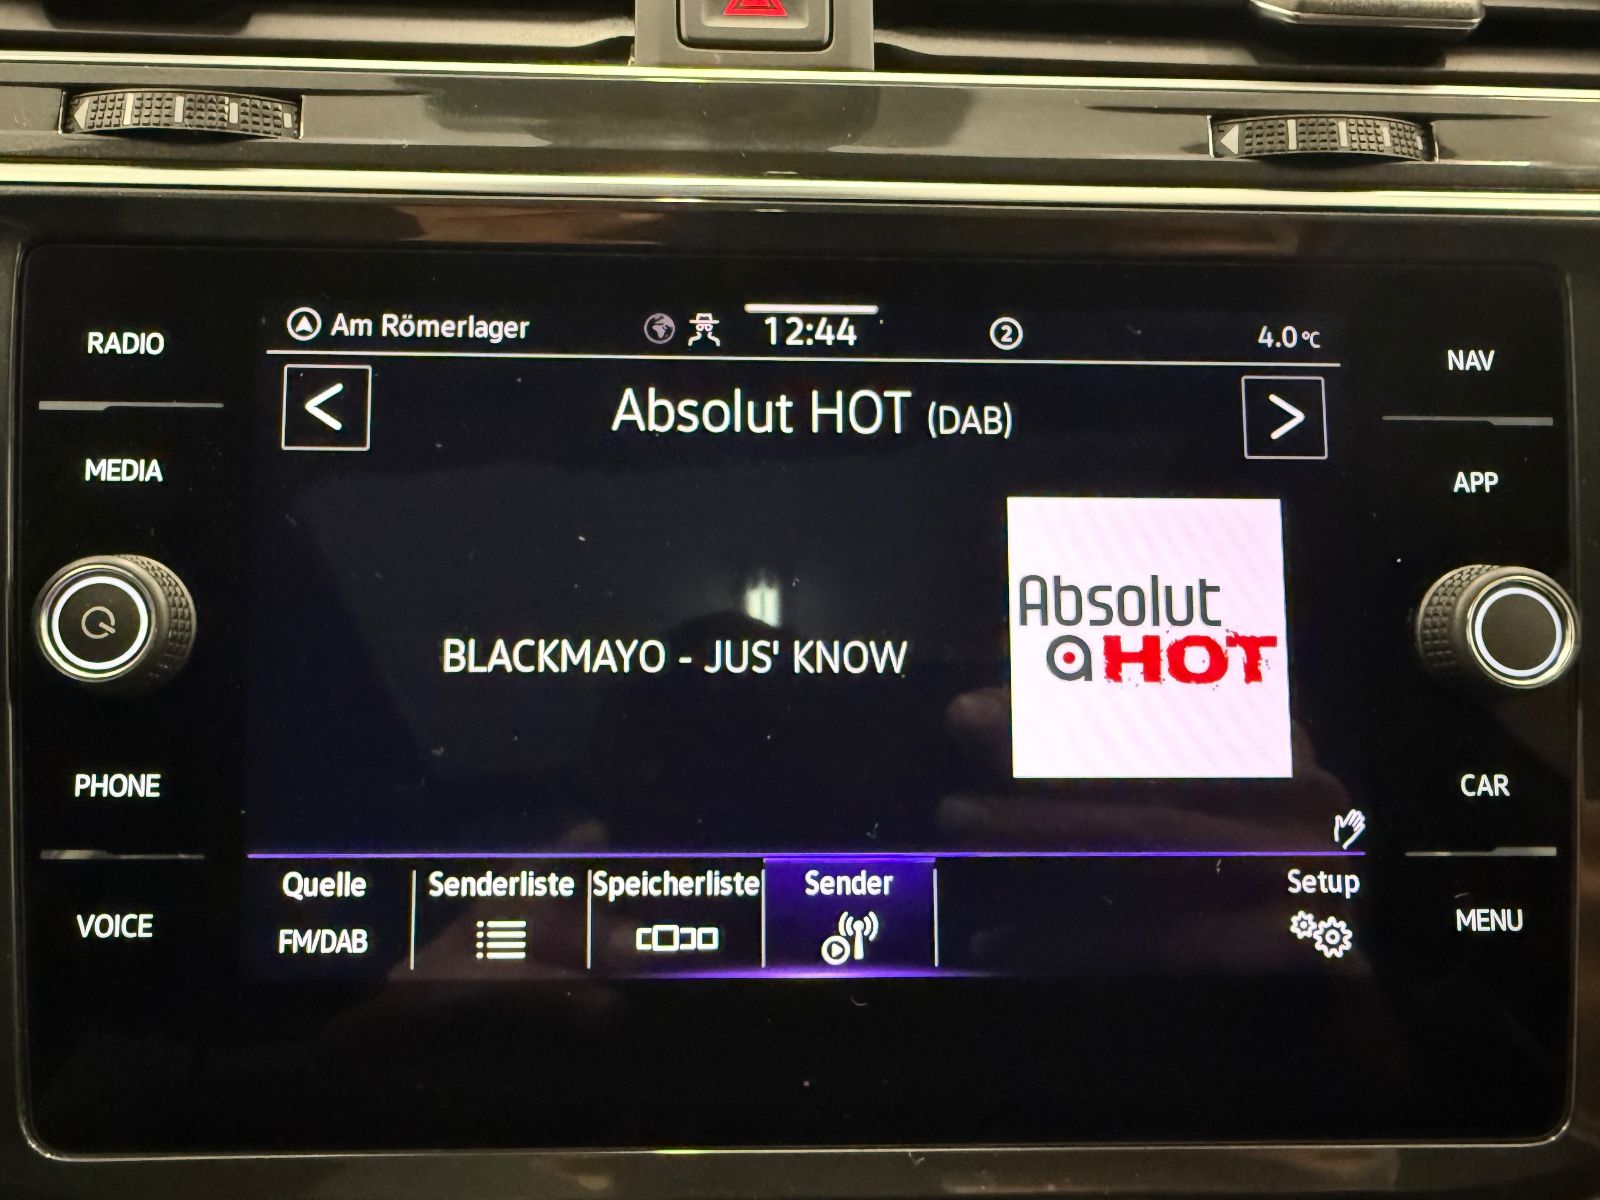 Am Römerlager
12:44
2
4.0 °C
RADIO
MEDIA
PHONE
VOICE
Absolut HOT (DAB)
BLACKMAYO - JUS' KNOW
Absolut
HOT
Quelle
FM/DAB
Senderliste
Speicherliste
Sender
Setup
NAV
APP
CAR
MENU